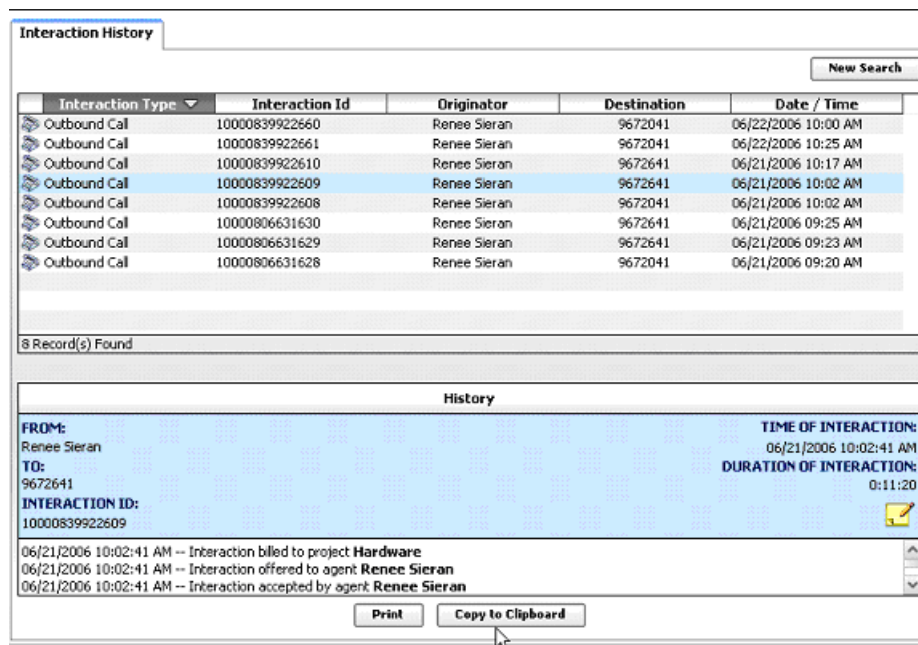 Interaction History
New Search
Interaction Type Interaction Id Originator Destination Date / Time
Outbound Call 10000839922660 Renee Sieran 9672041 06/22/2006 10:00 AM
Outbound Call 10000839922661 Renee Sieran 9672041 06/22/2006 10:25 AM
Outbound Call 10000839922610 Renee Sieran 9672641 06/21/2006 10:17 AM
Outbound Call 10000839922609 Renee Sieran 9672641 06/21/2006 10:02 AM
Outbound Call 10000839922608 Renee Sieran 9672041 06/21/2006 10:02 AM
Outbound Call 10000806631630 Renee Sieran 9672641 06/21/2006 09:25 AM
Outbound Call 10000806631629 Renee Sieran 9672641 06/21/2006 09:23 AM
Outbound Call 10000806631628 Renee Sieran 9672041 06/21/2006 09:20 AM
8 Record(s) Found
History
FROM: TIME OF INTERACTION:
Renee Sieran 06/21/2006 10:02:41 AM
TO: DURATION OF INTERACTION:
9672641 0:11:20
INTERACTION ID:
10000839922609
06/21/2006 10:02:41 AM -- Interaction billed to project Hardware
06/21/2006 10:02:41 AM -- Interaction offered to agent Renee Sieran
06/21/2006 10:02:41 AM -- Interaction accepted by agent Renee Sieran
Print Copy to Clipboard